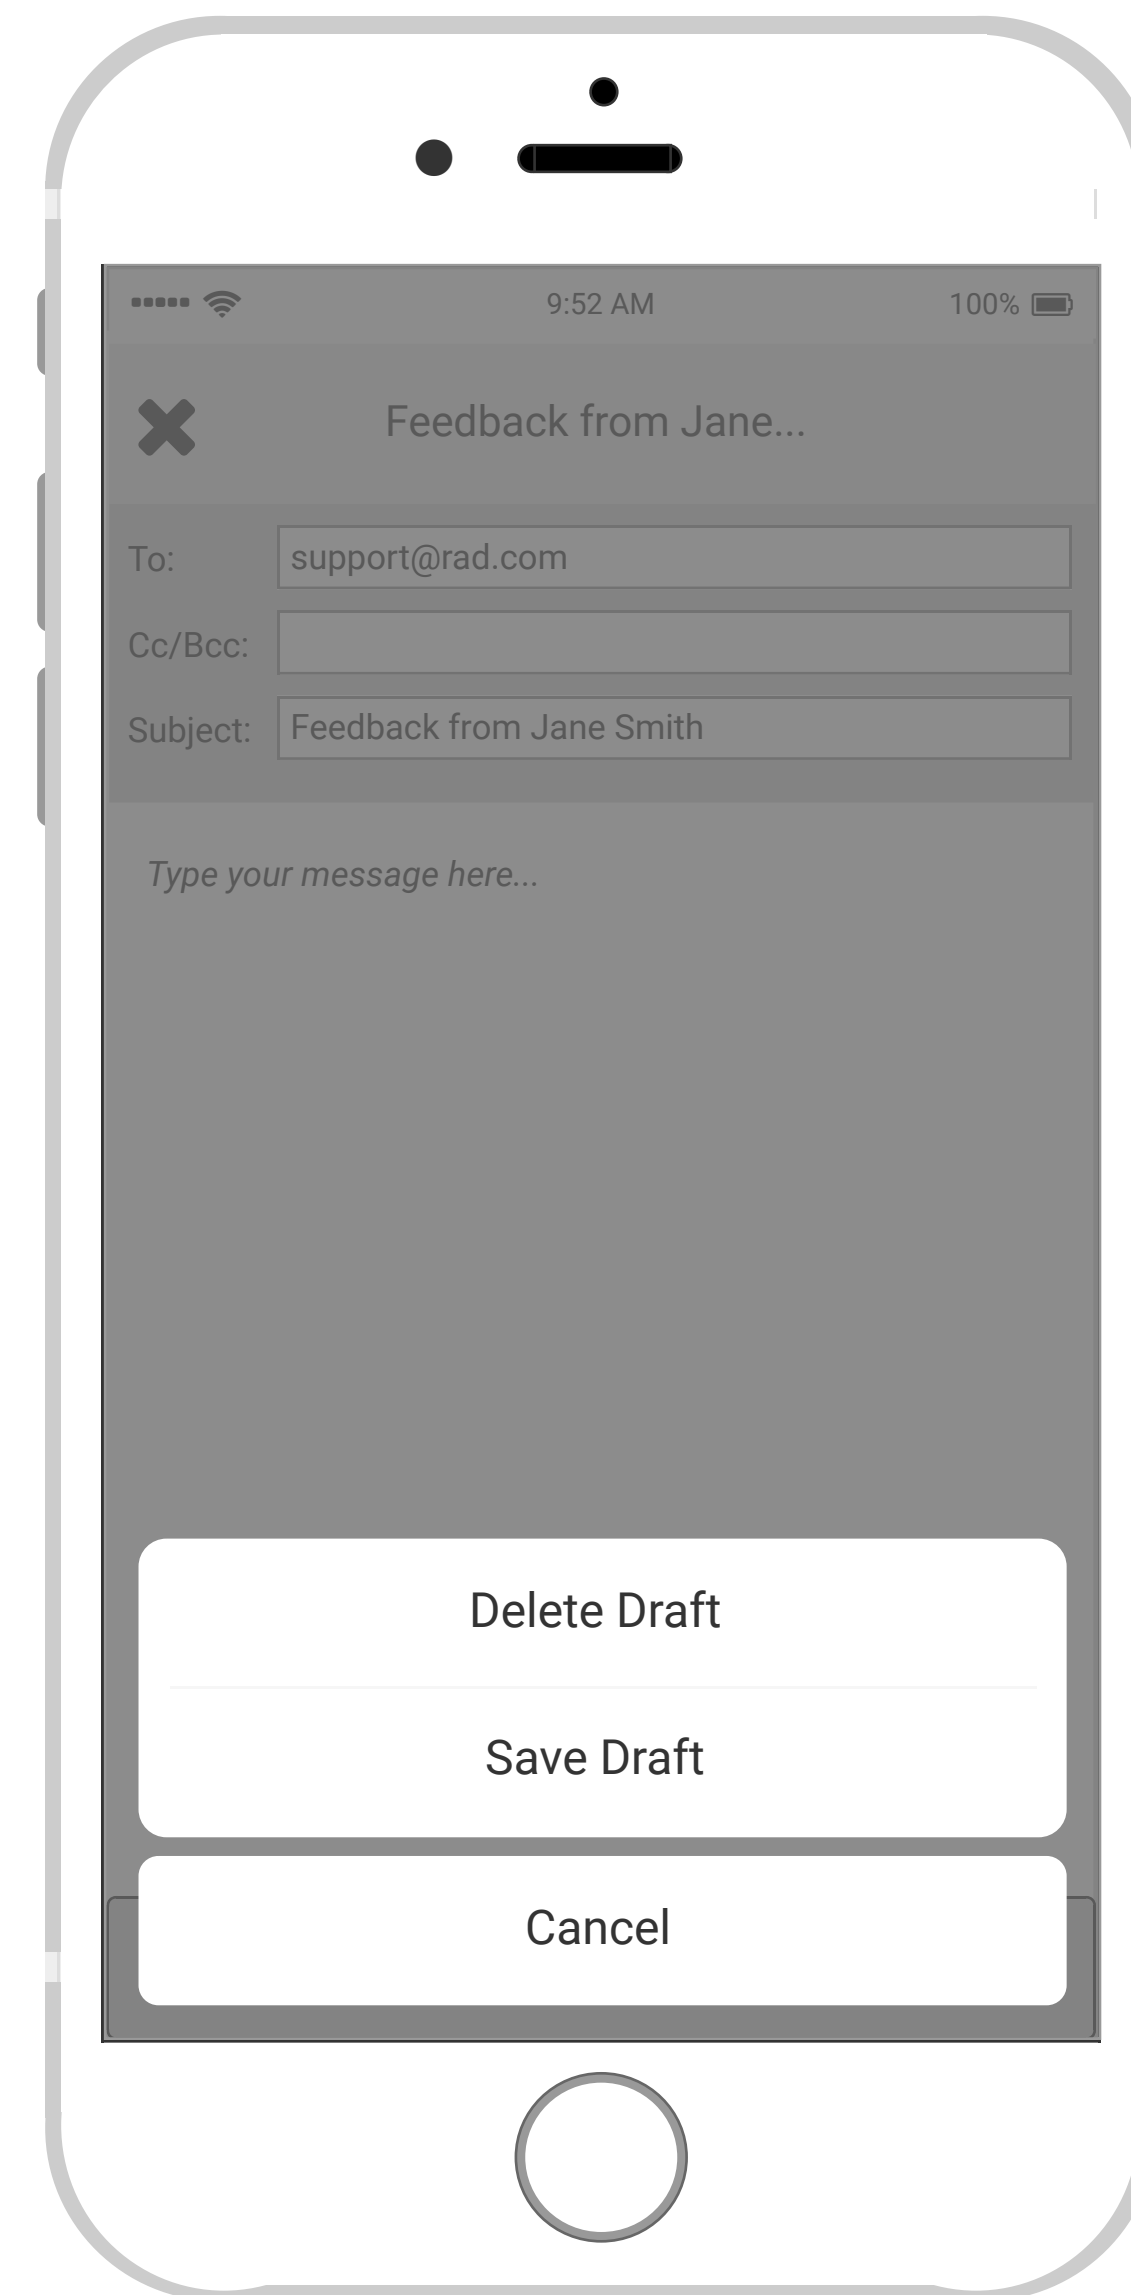 9:52 AM 100%
Feedback from Jane...
To: support@rad.com
Cc/Bcc:
Subject: Feedback from Jane Smith
Type your message here...
Delete Draft
Save Draft
Cancel